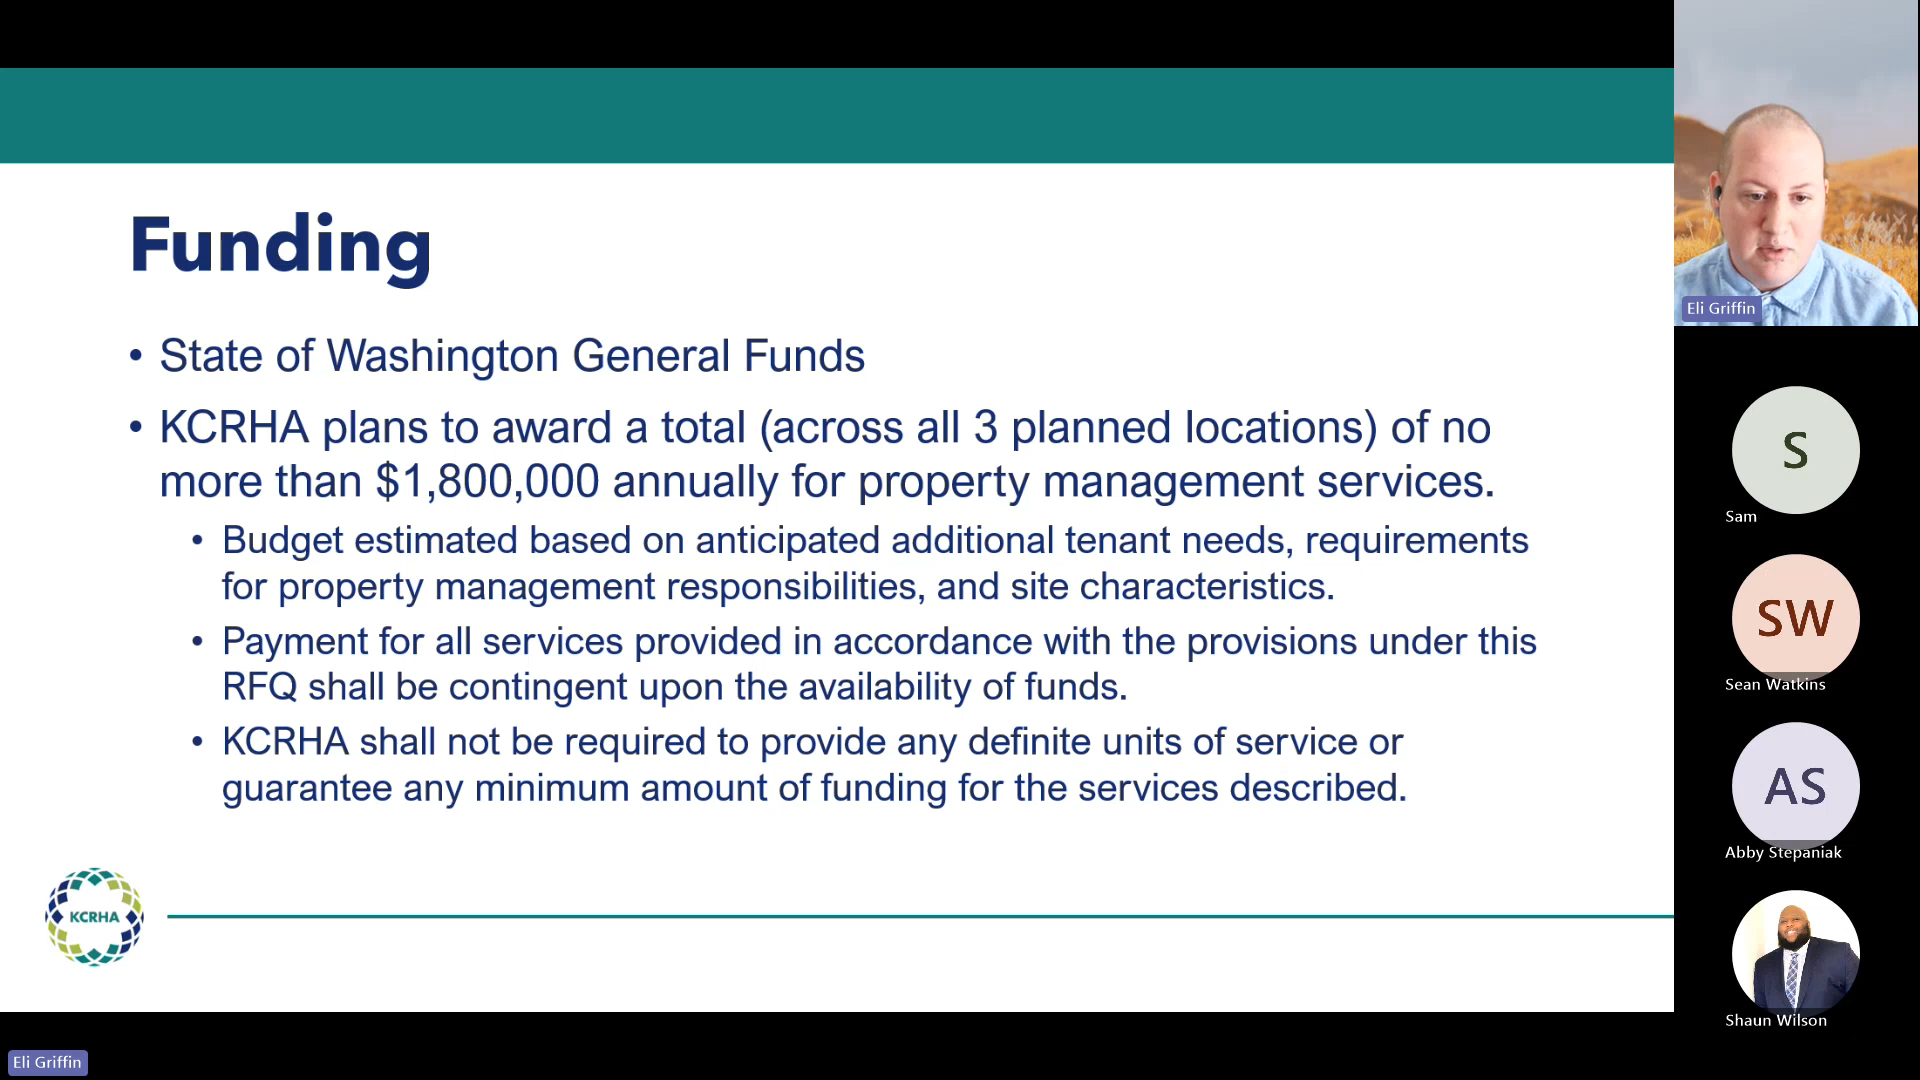 Funding
• State of Washington General Funds
• KCRHA plans to award a total (across all 3 planned locations) of no
more than $1,800,000 annually for property management services.
• Budget estimated based on anticipated additional tenant needs, requirements
for property management responsibilities, and site characteristics.
• Payment for all services provided in accordance with the provisions under this
RFQ shall be contingent upon the availability of funds.
• KCRHA shall not be required to provide any definite units of service or
guarantee any minimum amount of funding for the services described.
KCRHA
Eli Griffin
Eli Griffin
S
Sam
SW
Sean Watkins
AS
Abby Stepaniak
Shaun Wilson